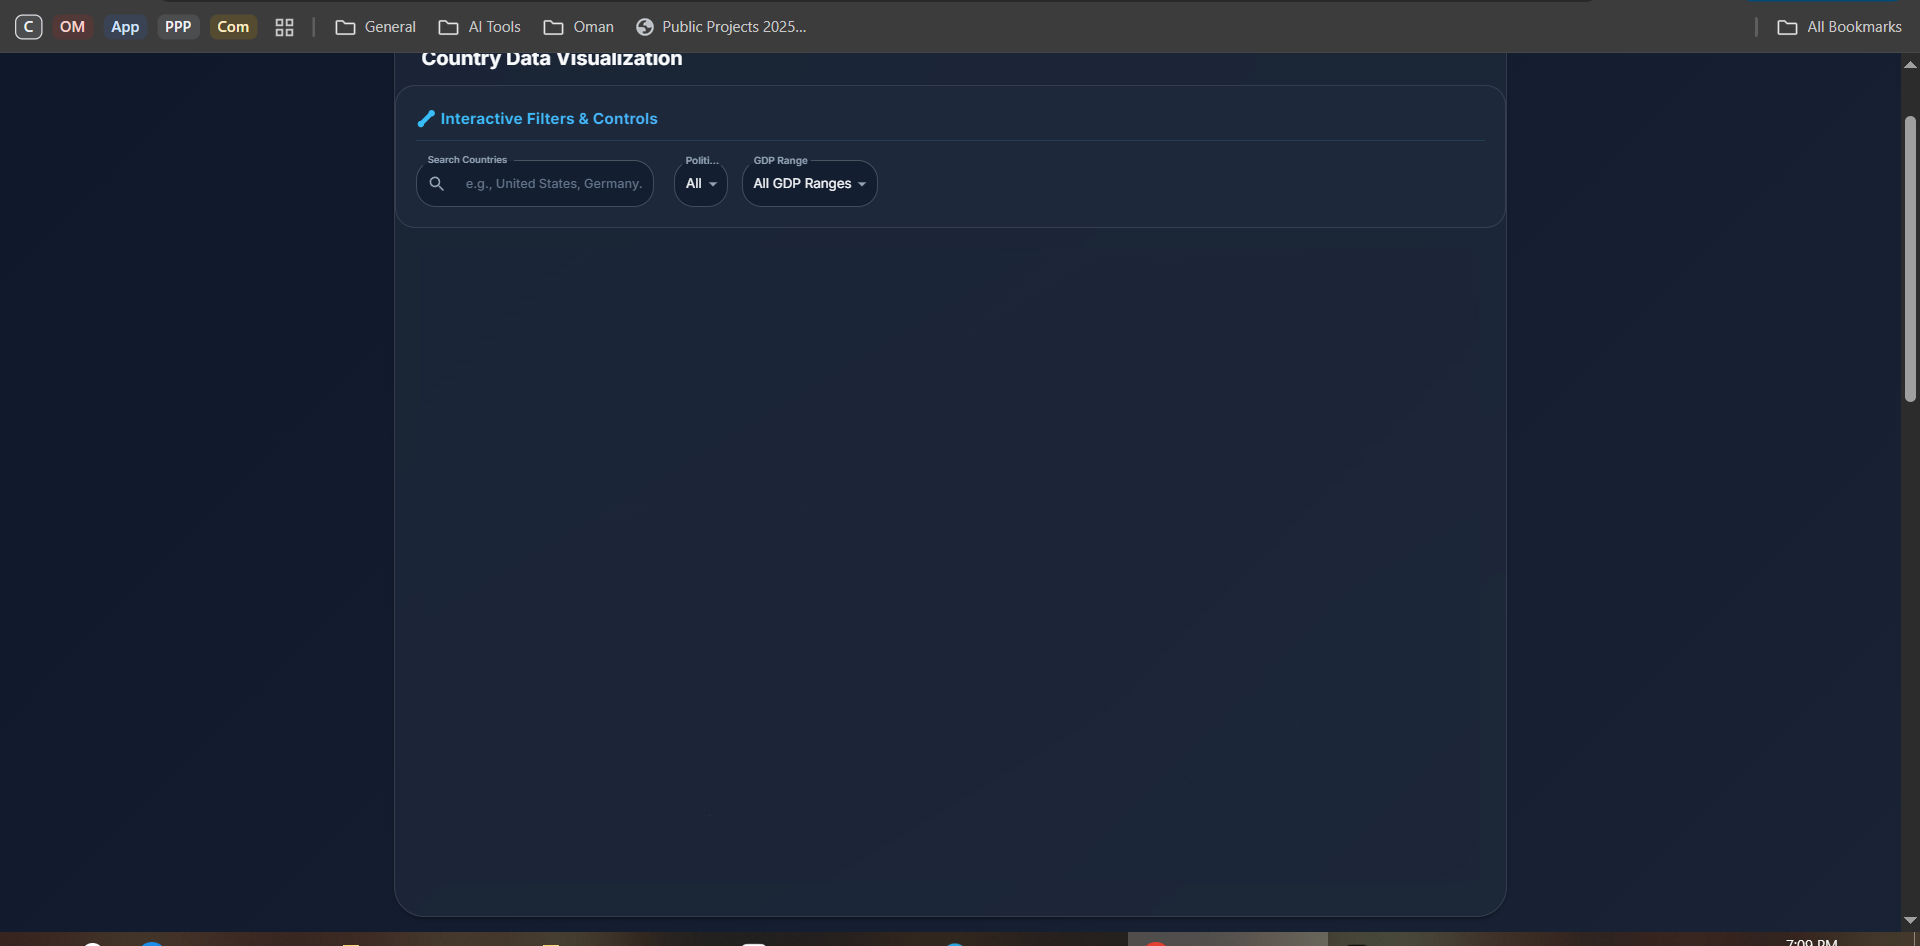 C OM App PPP Com General AI Tools Oman Public Projects 2025... All Bookmarks
Country Data Visualization
Interactive Filters & Controls
Search Countries Politi... GDP Range
e.g., United States, Germany. All All GDP Ranges
7:09 PM